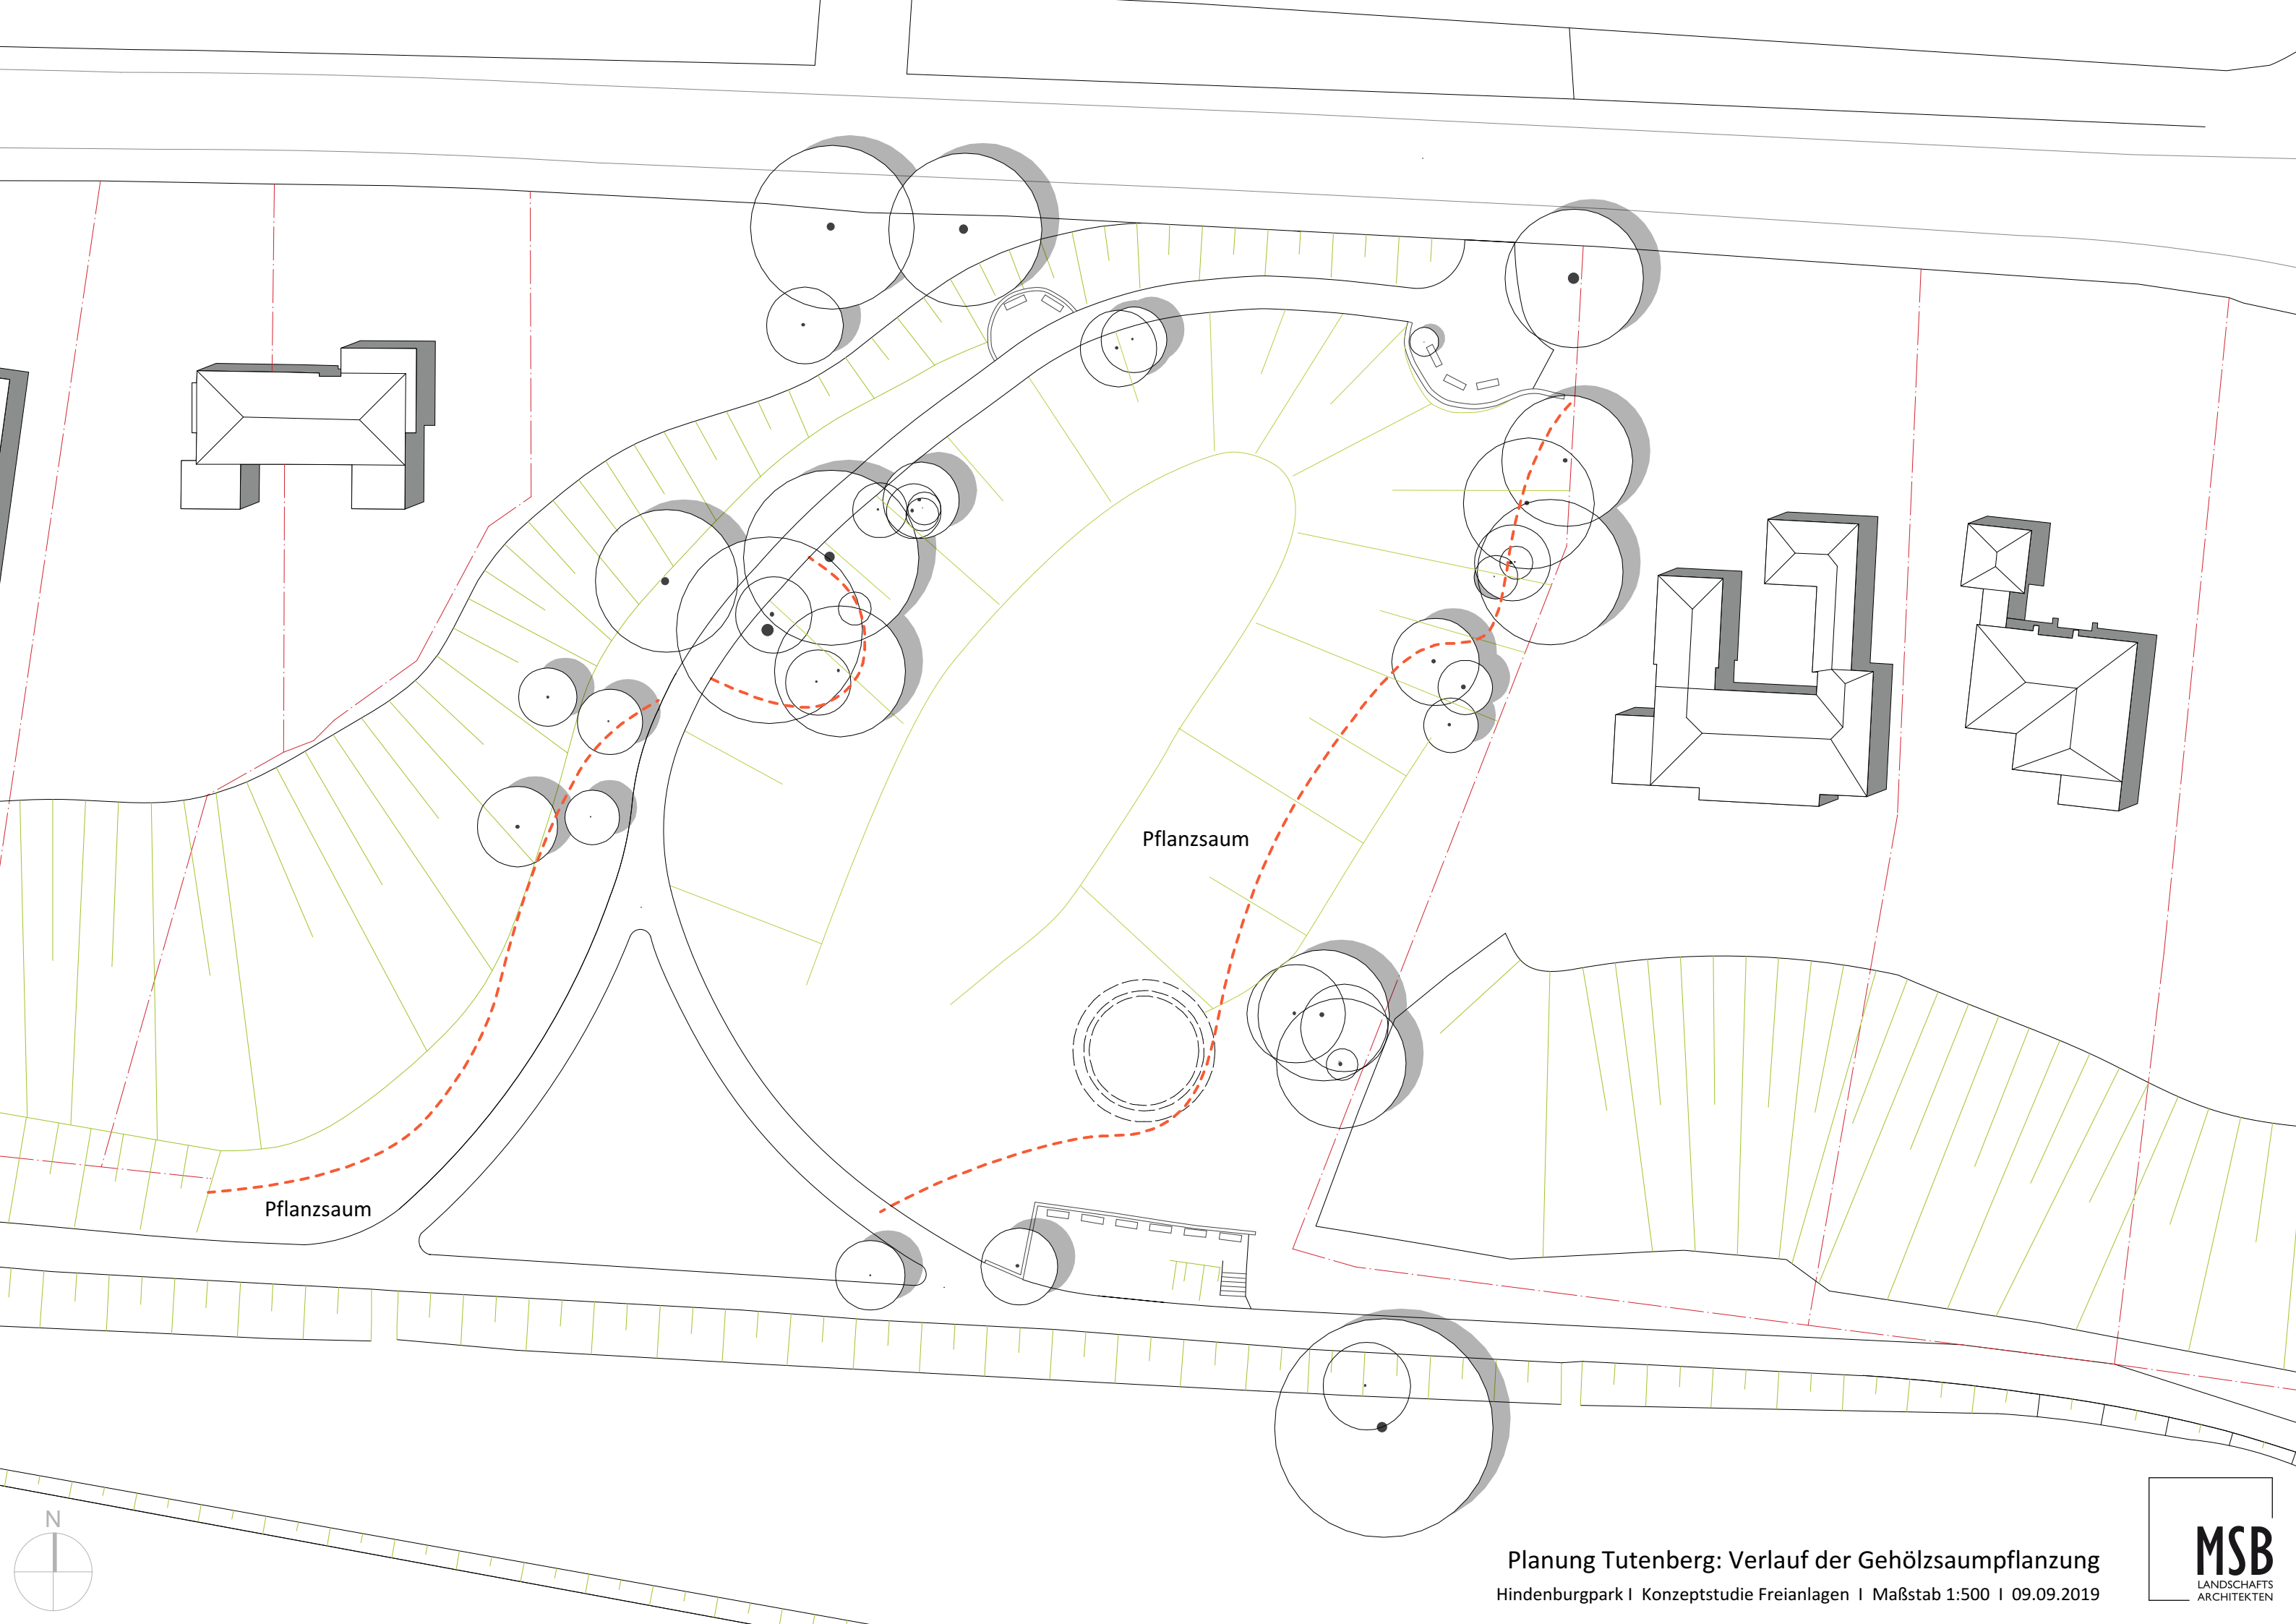 Pflanzsaum
Pflanzsaum
N
Planung Tutenberg: Verlauf der Gehölzsaumpflanzung
Hindenburgpark I Konzeptstudie Freianlagen I Maßstab 1:500 I 09.09.2019
MSB
LANDSCHAFTS
ARCHITEKTEN